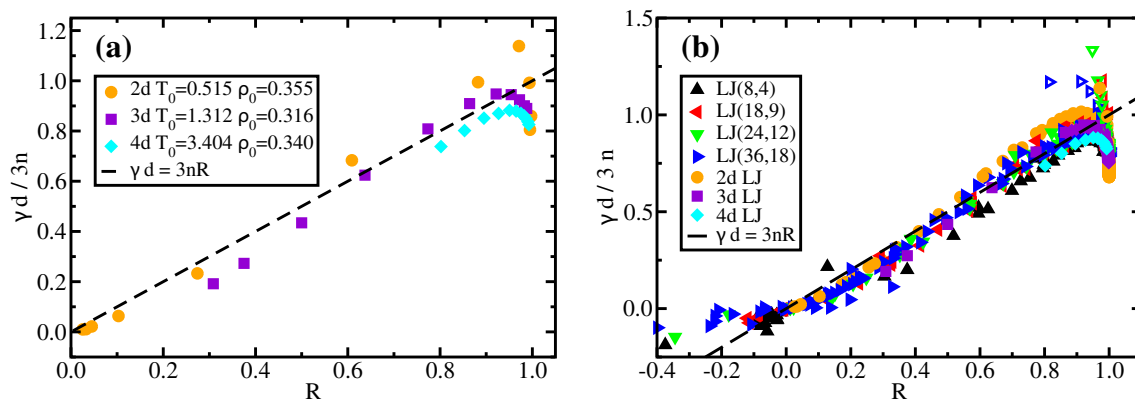 (a)
2d T₀=0.515 ρ₀=0.355
3d T₀=1.312 ρ₀=0.316
4d T₀=3.404 ρ₀=0.340
γ d = 3nR
γ d / 3n
1.2
1.0
0.8
0.6
0.4
0.2
0.0
0.0 0.2 0.4 0.6 0.8 1.0
R
(b)
LJ(8,4)
LJ(18,9)
LJ(24,12)
LJ(36,18)
2d LJ
3d LJ
4d LJ
γ d = 3nR
γ d / 3 n
1.5
1.0
0.5
0.0
-0.4 -0.2 0.0 0.2 0.4 0.6 0.8 1.0
R